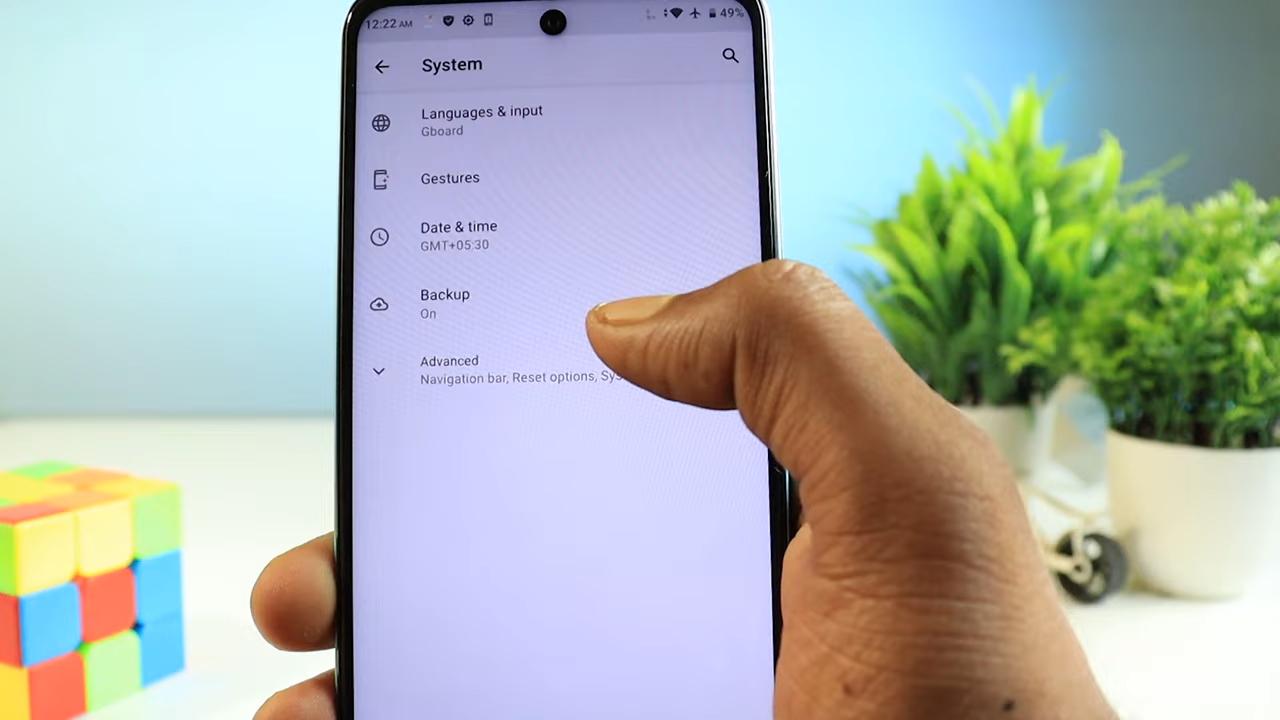 12:22 AM
49%
System
Languages & input
Gboard
Gestures
Date & time
GMT+05:30
Backup
On
Advanced
Navigation bar, Reset options,